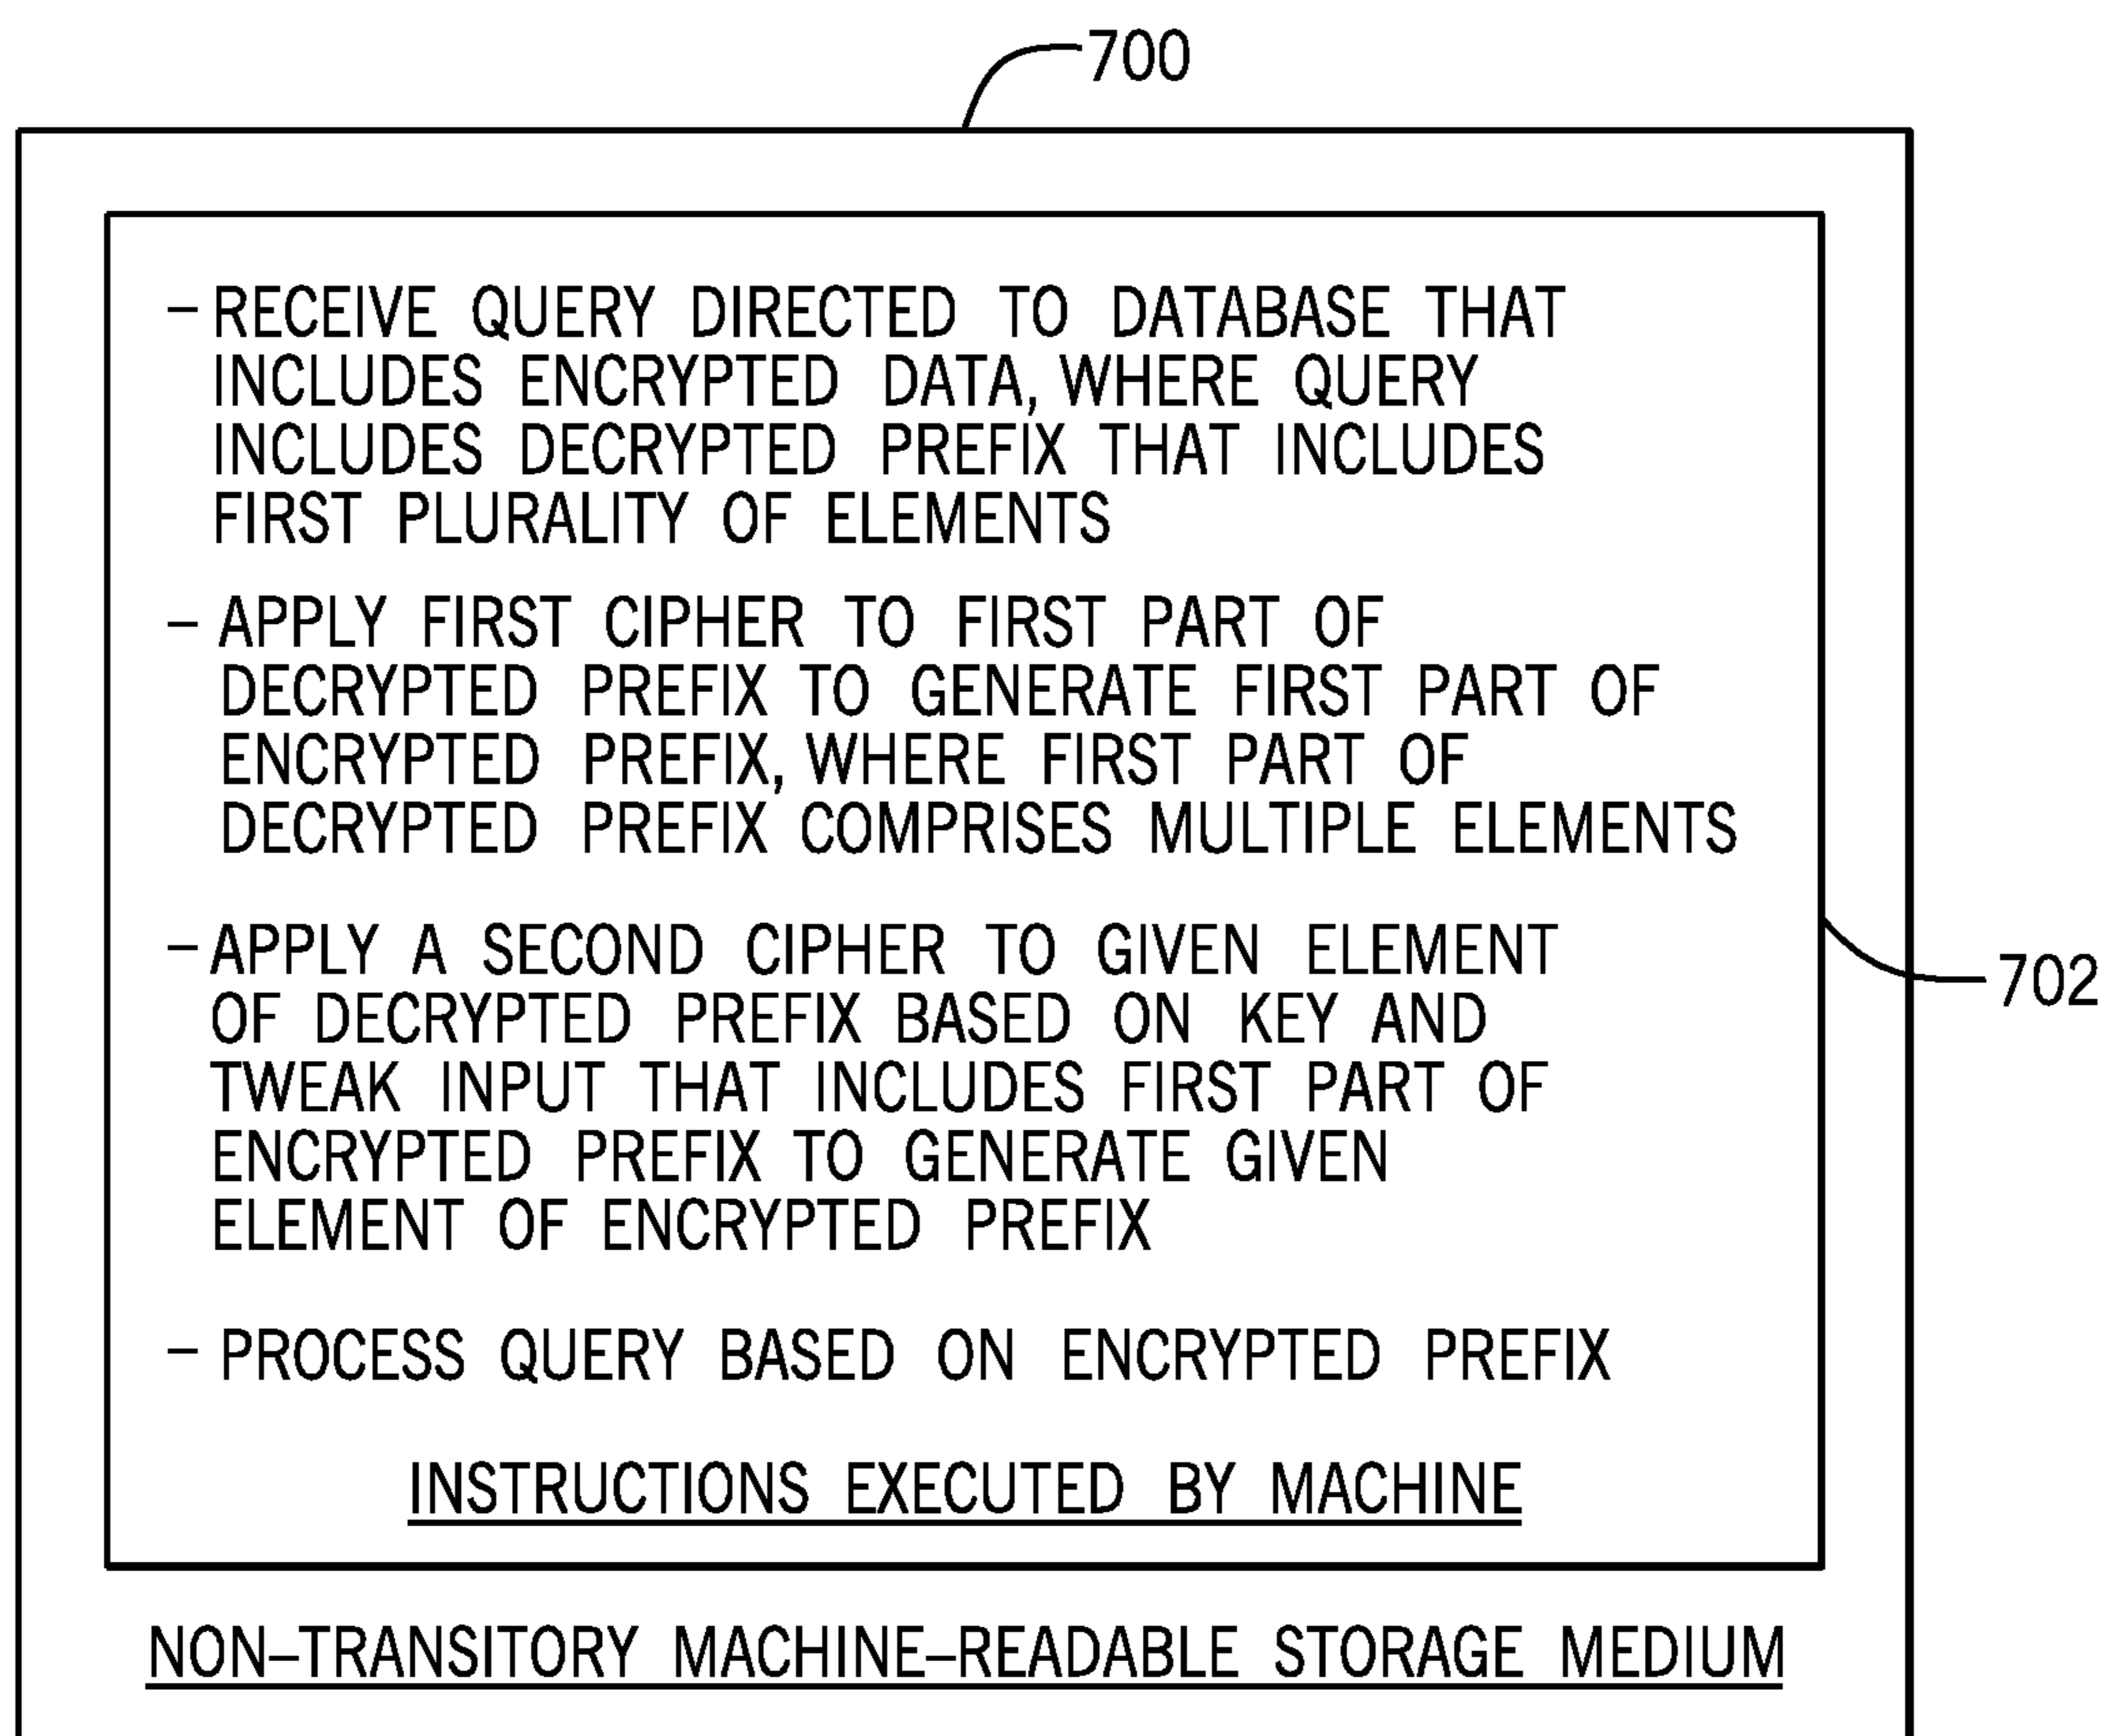 700
– RECEIVE QUERY DIRECTED TO DATABASE THAT
INCLUDES ENCRYPTED DATA, WHERE QUERY
INCLUDES DECRYPTED PREFIX THAT INCLUDES
FIRST PLURALITY OF ELEMENTS
– APPLY FIRST CIPHER TO FIRST PART OF
DECRYPTED PREFIX TO GENERATE FIRST PART OF
ENCRYPTED PREFIX, WHERE FIRST PART OF
DECRYPTED PREFIX COMPRISES MULTIPLE ELEMENTS
– APPLY A SECOND CIPHER TO GIVEN ELEMENT
OF DECRYPTED PREFIX BASED ON KEY AND
702
TWEAK INPUT THAT INCLUDES FIRST PART OF
ENCRYPTED PREFIX TO GENERATE GIVEN
ELEMENT OF ENCRYPTED PREFIX
– PROCESS QUERY BASED ON ENCRYPTED PREFIX
INSTRUCTIONS EXECUTED BY MACHINE
NON–TRANSITORY MACHINE–READABLE STORAGE MEDIUM